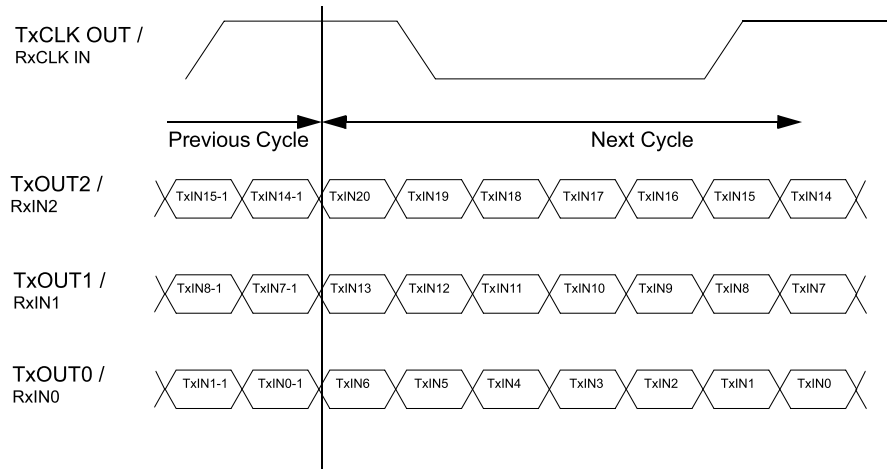 TxCLK OUT /
RxCLK IN
Previous Cycle
Next Cycle
TxOUT2 /
RxIN2
TxIN15-1 TxIN14-1 TxIN20 TxIN19 TxIN18 TxIN17 TxIN16 TxIN15 TxIN14
TxOUT1 /
RxIN1
TxIN8-1 TxIN7-1 TxIN13 TxIN12 TxIN11 TxIN10 TxIN9 TxIN8 TxIN7
TxOUT0 /
RxIN0
TxIN1-1 TxIN0-1 TxIN6 TxIN5 TxIN4 TxIN3 TxIN2 TxIN1 TxIN0